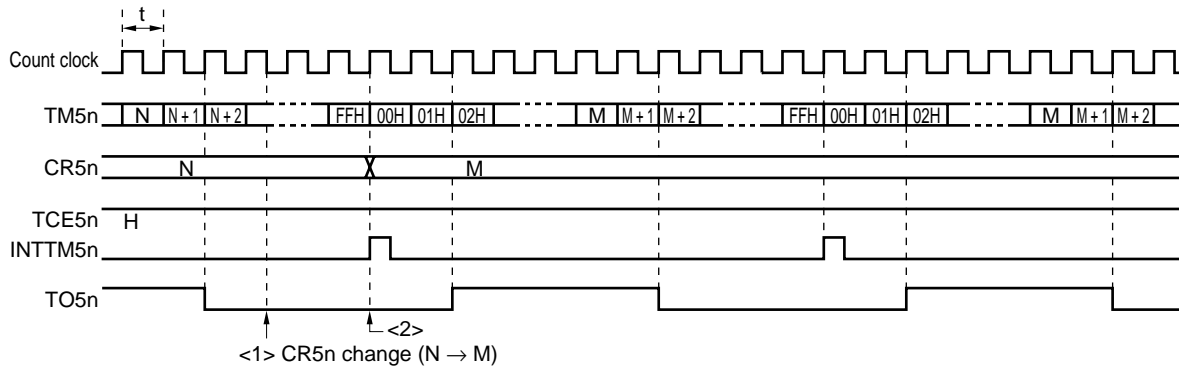 t
Count clock
TM5n N N + 1 N + 2 FFH 00H 01H 02H M M + 1 M + 2 FFH 00H 01H 02H M M + 1 M + 2
CR5n N M
TCE5n H
INTTM5n
TO5n
<2>
<1> CR5n change (N → M)